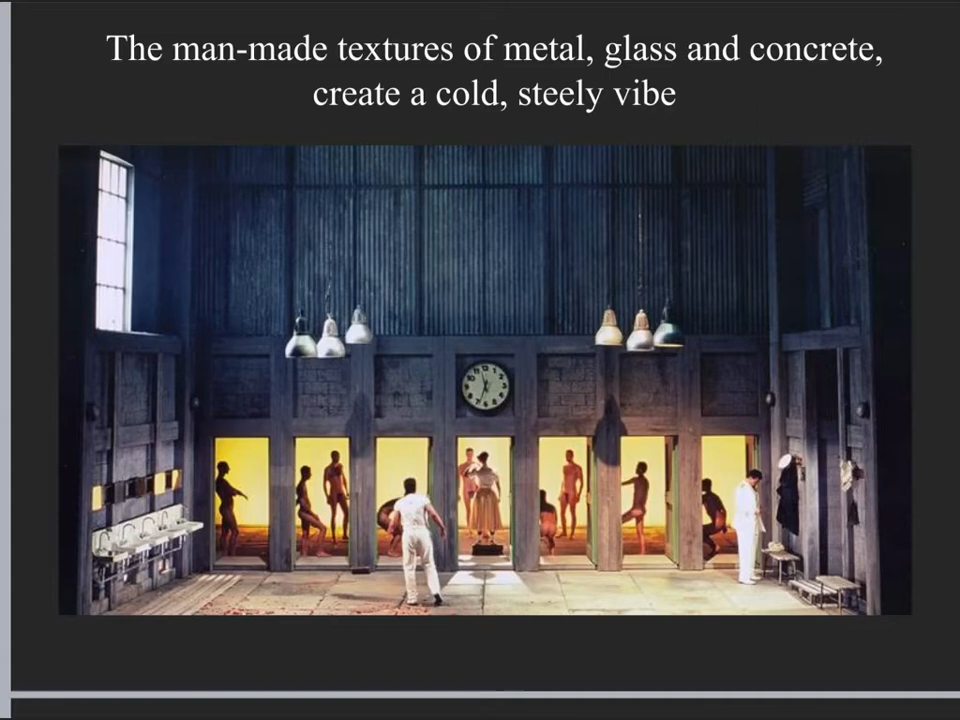 The man-made textures of metal, glass and concrete,
create a cold, steely vibe